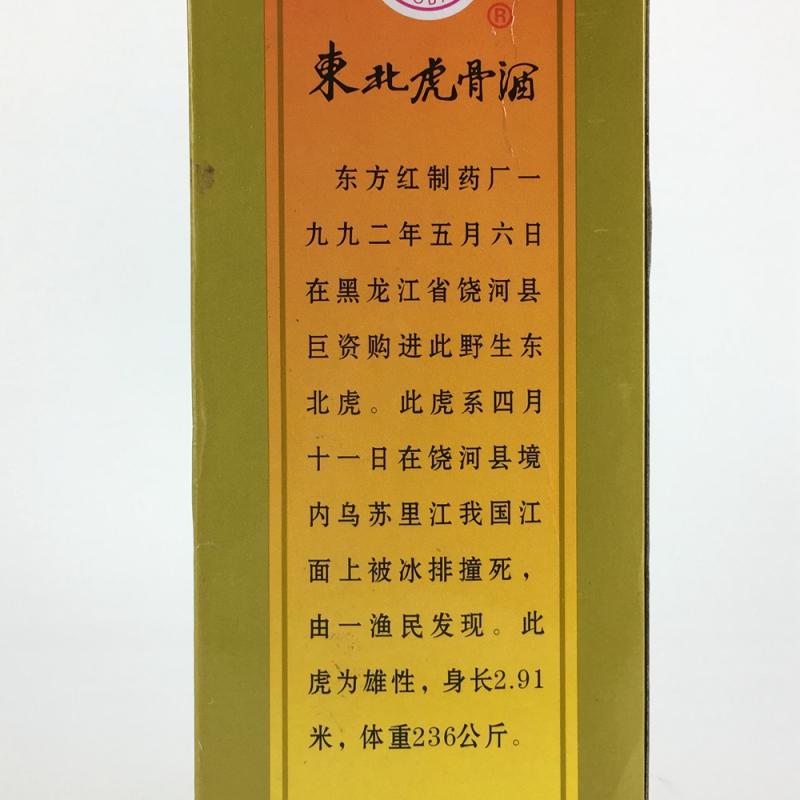 ®
東北虎骨酒
东方红制药厂一
九九二年五月六日
在黑龙江省饶河县
巨资购进此野生东
北虎。此虎系四月
十一日在饶河县境
内乌苏里江我国江
面上被冰排撞死，
由一渔民发现。此
虎为雄性，身长2.91
米，体重236公斤。